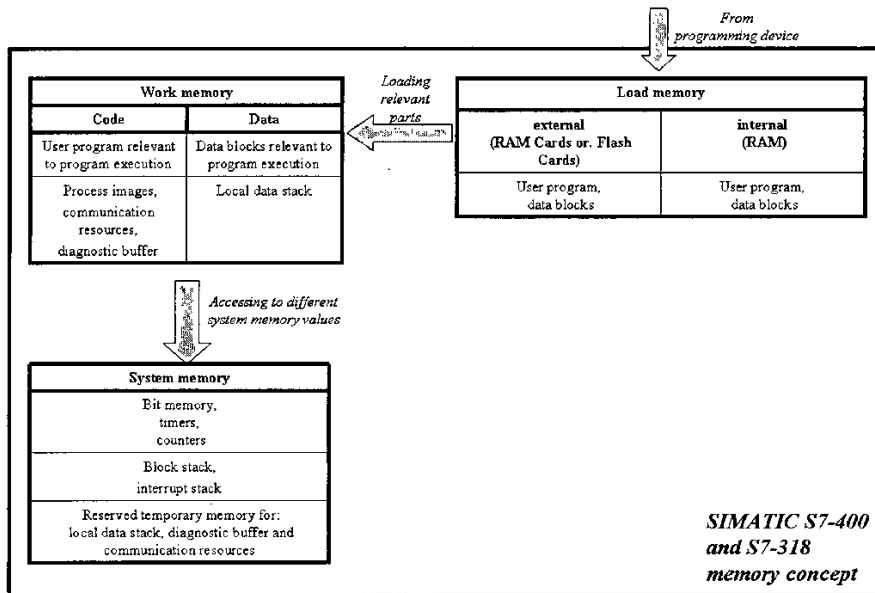 From
programming device
Work memory
Code
Data
User program relevant
to program execution
Data blocks relevant to
program execution
Process images,
communication
resources,
diagnostic buffer
Local data stack
Loading
relevant
parts
Load memory
external
(RAM Cards or. Flash
Cards)
internal
(RAM)
User program,
data blocks
User program,
data blocks
Accessing to different
system memory values
System memory
Bit memory,
timers,
counters
Block stack,
interrupt stack
Reserved temporary memory for:
local data stack, diagnostic buffer and
communication resources
SIMATIC S7-400
and S7-318
memory concept